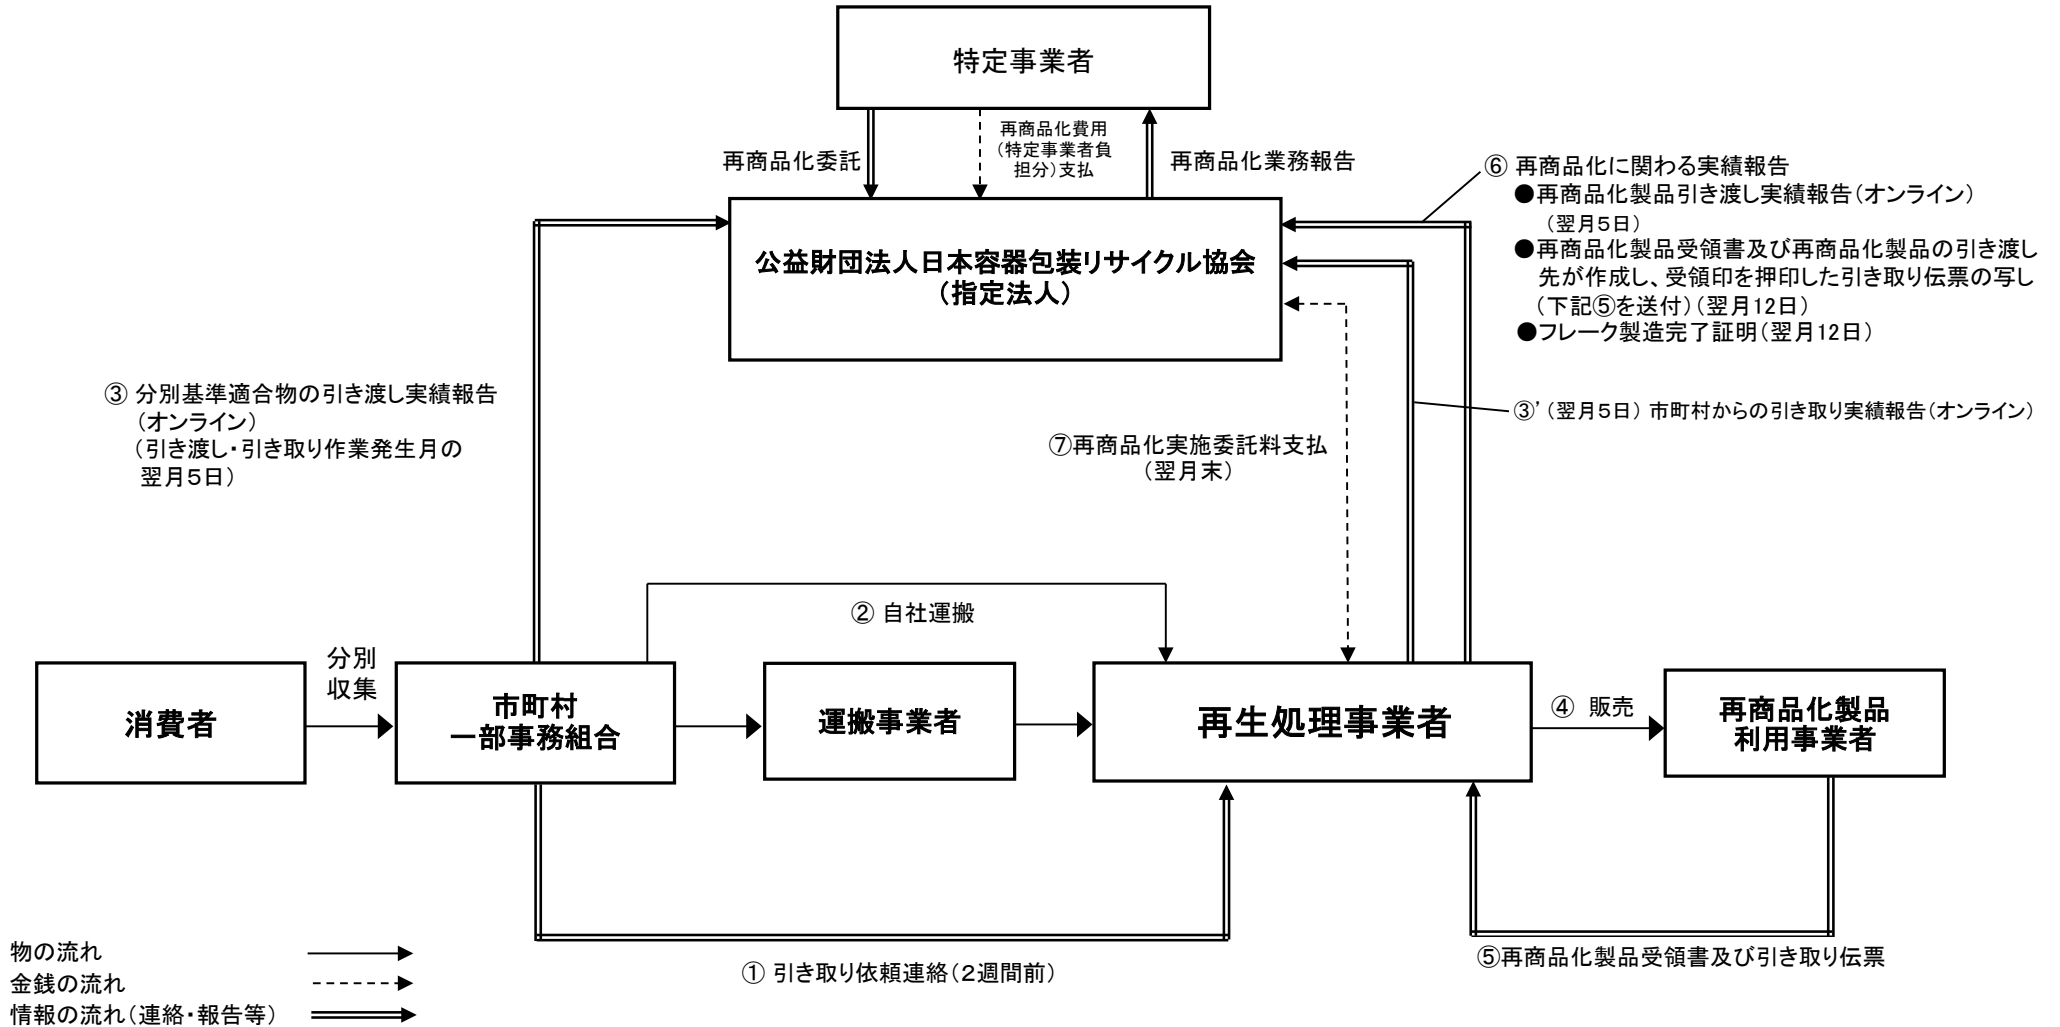 特定事業者
再商品化委託
再商品化費用
(特定事業者負
担分)支払
再商品化業務報告
公益財団法人日本容器包装リサイクル協会
(指定法人)
⑥ 再商品化に関わる実績報告
●再商品化製品引き渡し実績報告(オンライン)
(翌月5日)
●再商品化製品受領書及び再商品化製品の引き渡し
先が作成し、受領印を押印した引き取り伝票の写し
(下記⑤を送付)(翌月12日)
●フレーク製造完了証明(翌月12日)
③ 分別基準適合物の引き渡し実績報告
(オンライン)
(引き渡し・引き取り作業発生月の
翌月5日)
③’(翌月5日) 市町村からの引き取り実績報告(オンライン)
⑦再商品化実施委託料支払
(翌月末)
② 自社運搬
消費者
分別
収集
市町村
一部事務組合
運搬事業者
再生処理事業者
④ 販売
再商品化製品
利用事業者
① 引き取り依頼連絡(2週間前)
⑤再商品化製品受領書及び引き取り伝票
物の流れ
金銭の流れ
情報の流れ(連絡・報告等)